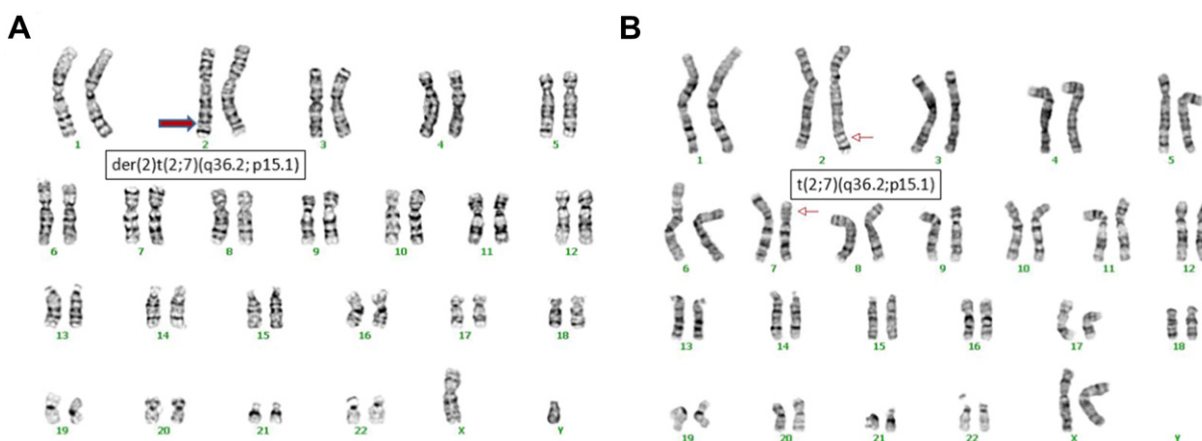 A
B
1 2 3 4 5
der(2)t(2;7)(q36.2; p15.1)
6 7 8 9 10 11 12
13 14 15 16 17 18
19 20 21 22 X Y
1 2 3 4 5
t(2;7)(q36.2;p15.1)
6 7 8 9 10 11 12
13 14 15 16 17 18
19 20 21 22 X Y